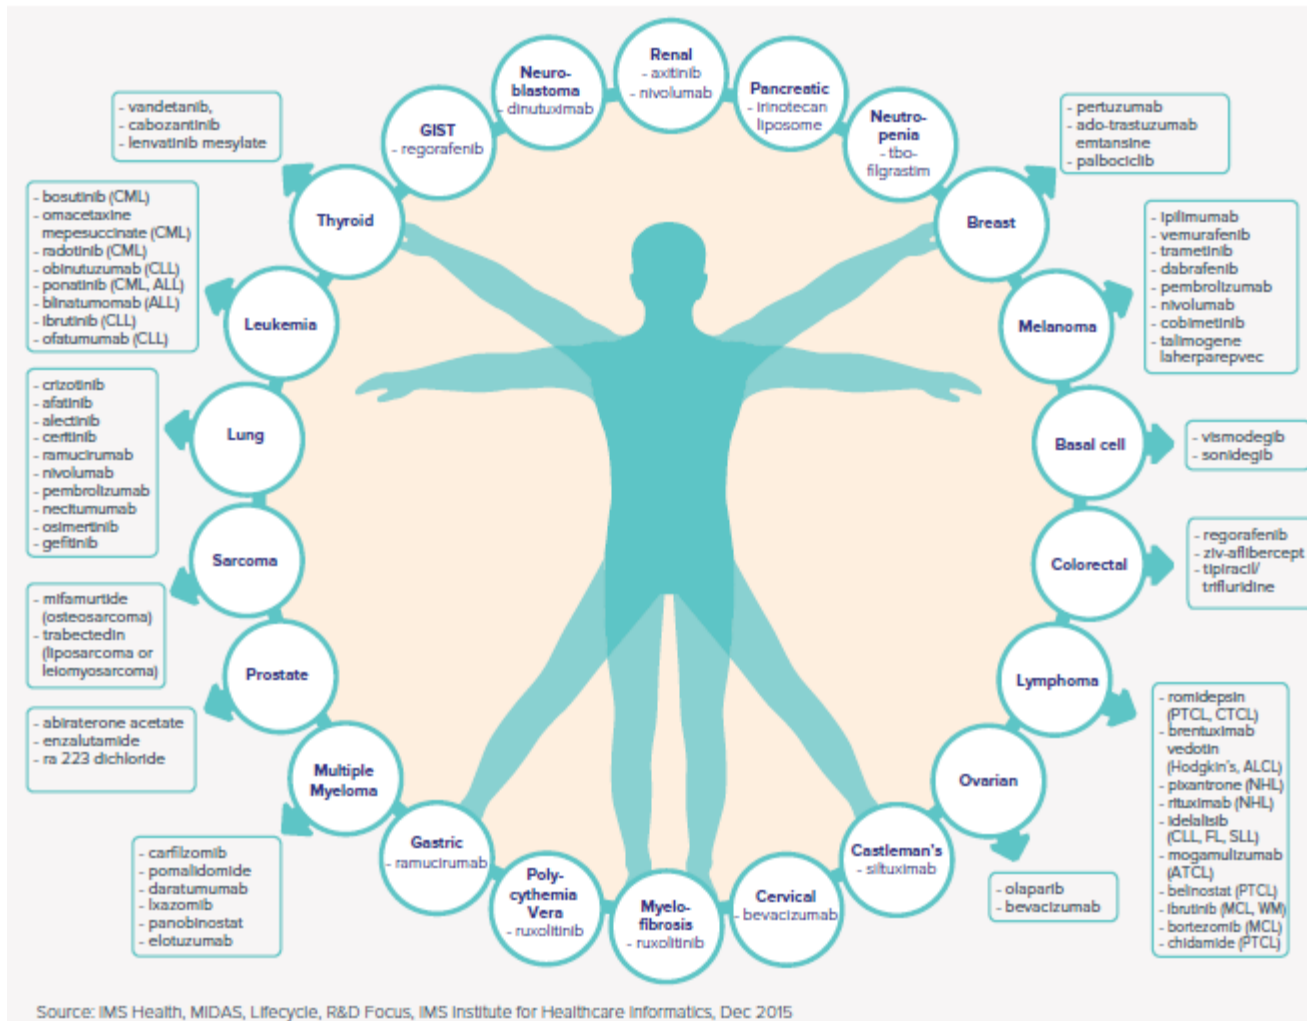 Renal
- axitinib
- nivolumab
Pancreatic
- irinotecan
liposome
Neutro-
penia
- tbo-
filgrastim
Breast
- pertuzumab
- ado-trastuzumab
emtansine
- palbociclib
Melanoma
- ipilimumab
- vemurafenib
- trametinib
- dabrafenib
- pembrolizumab
- nivolumab
- cobimetinib
- talimogene
laherparepvec
Basal cell
- vismodegib
- sonidegib
Colorectal
- regorafenib
- ziv-aflibercept
- tipiracil/
trifluridine
Lymphoma
- romidepsin
(PTCL, CTCL)
- brentuximab
vedotin
(Hodgkin's, ALCL)
- pixantrone (NHL)
- rituximab (NHL)
- idelalisib
(CLL, FL, SLL)
- mogamulizumab
(ATCL)
- belinostat (PTCL)
- ibrutinib (MCL, WM)
- bortezomib (MCL)
- chidamide (PTCL)
Ovarian
- olaparib
- bevacizumab
Castleman's
- siltuximab
Cervical
- bevacizumab
Myelo-
fibrosis
- ruxolitinib
Poly-
cythemia
Vera
- ruxolitinib
Gastric
- ramucirumab
Multiple
Myeloma
- carfilzomib
- pomalidomide
- daratumumab
- ixazomib
- panobinostat
- elotuzumab
Prostate
- abiraterone acetate
- enzalutamide
- ra 223 dichloride
Sarcoma
- mifamurtide
(osteosarcoma)
- trabectedin
(liposarcoma or
leiomyosarcoma)
Lung
- crizotinib
- afatinib
- alectinib
- ceritinib
- ramucirumab
- nivolumab
- pembrolizumab
- necitumumab
- osimertinib
- gefitinib
Leukemia
- bosutinib (CML)
- omacetaxine
mepesuccinate (CML)
- radotinib (CML)
- obinutuzumab (CLL)
- ponatinib (CML, ALL)
- blinatumomab (ALL)
- ibrutinib (CLL)
- ofatumumab (CLL)
Thyroid
- vandetanib,
- cabozantinib
- lenvatinib mesylate
GIST
- regorafenib
Neuro-
blastoma
- dinutuximab
Source: IMS Health, MIDAS, Lifecycle, R&D Focus, IMS Institute for Healthcare Informatics, Dec 2015